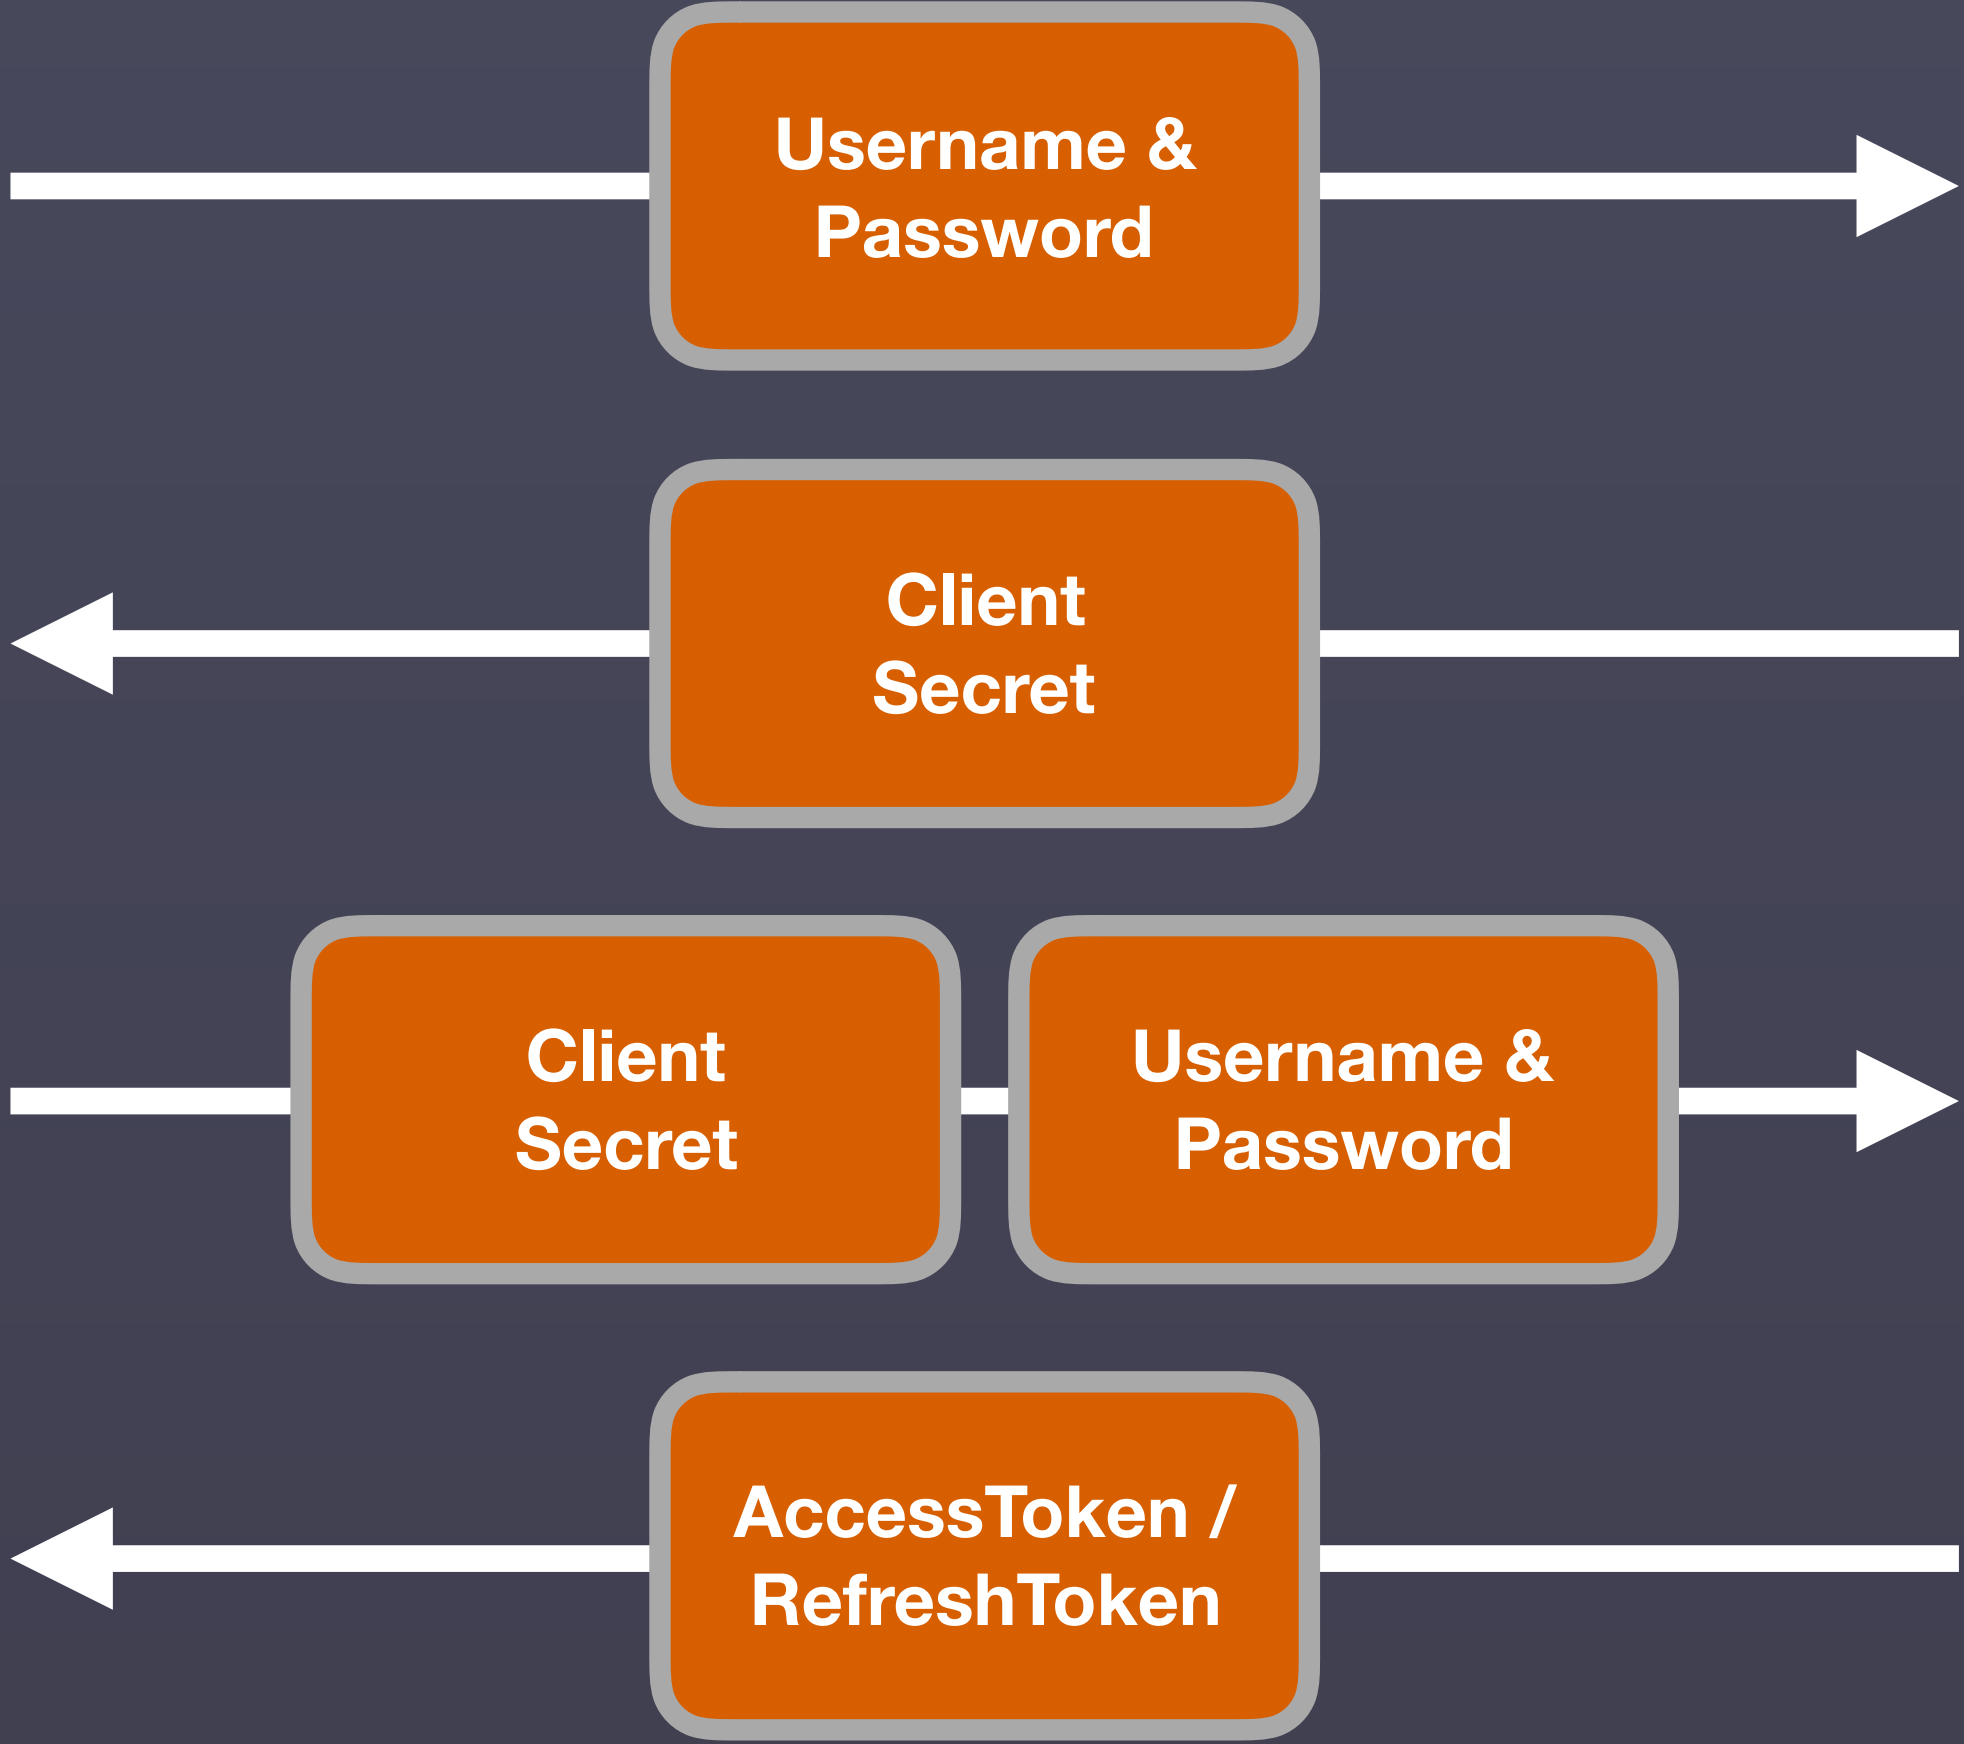 Username &
Password
Client
Secret
Client
Secret
Username &
Password
AccessToken /
RefreshToken